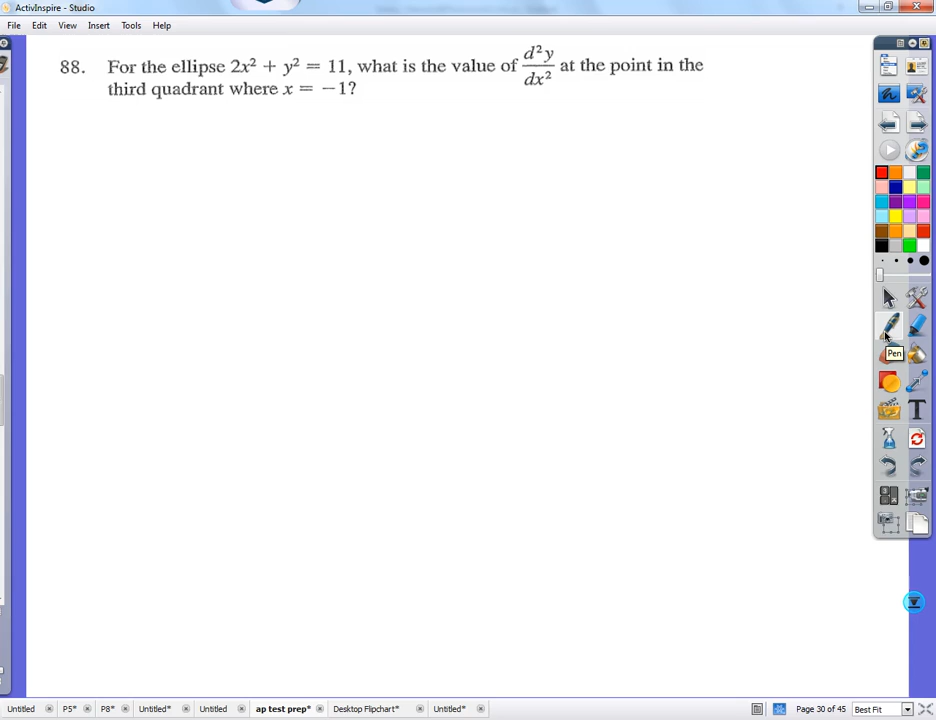 ActivInspire - Studio
File Edit View Insert Tools Help
88. For the ellipse 2x² + y² = 11, what is the value of d²y/dx² at the point in the
third quadrant where x = −1?
Pen
T
Untitled P5* P8* Untitled* Untitled ap test prep* Desktop Flipchart* Untitled* Page 30 of 45 Best Fit